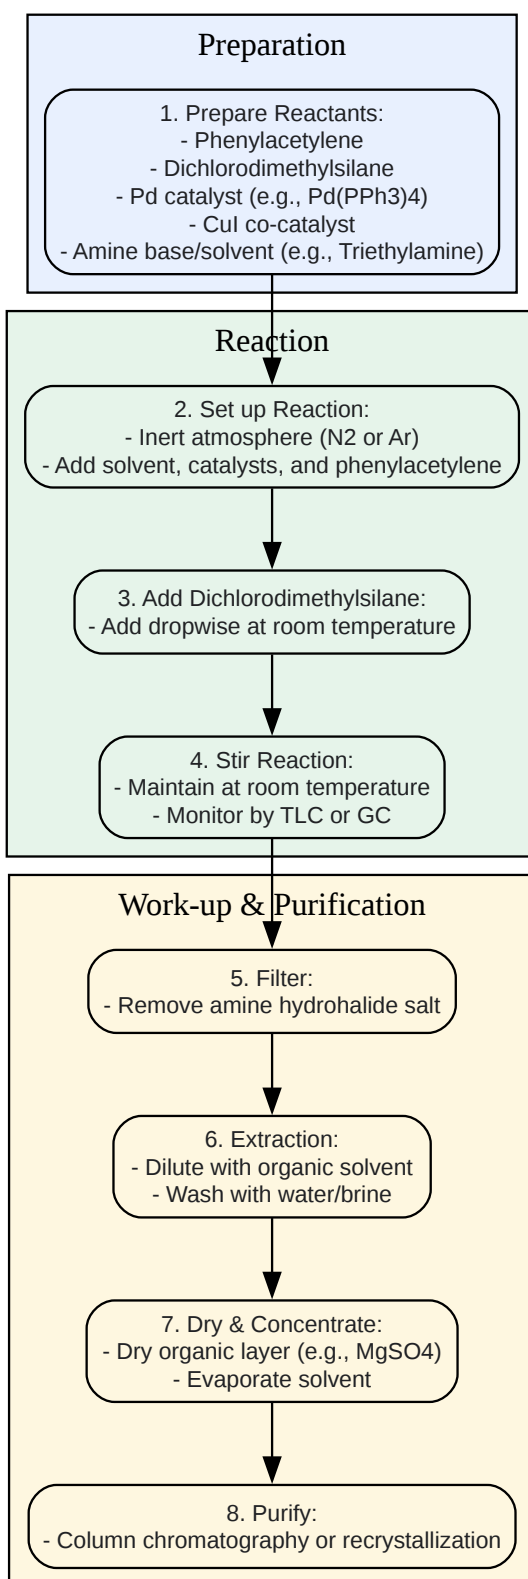 Preparation
1. Prepare Reactants:
- Phenylacetylene
- Dichlorodimethylsilane
- Pd catalyst (e.g., Pd(PPh3)4)
- CuI co-catalyst
- Amine base/solvent (e.g., Triethylamine)
Reaction
2. Set up Reaction:
- Inert atmosphere (N2 or Ar)
- Add solvent, catalysts, and phenylacetylene
3. Add Dichlorodimethylsilane:
- Add dropwise at room temperature
4. Stir Reaction:
- Maintain at room temperature
- Monitor by TLC or GC
Work-up & Purification
5. Filter:
- Remove amine hydrohalide salt
6. Extraction:
- Dilute with organic solvent
- Wash with water/brine
7. Dry & Concentrate:
- Dry organic layer (e.g., MgSO4)
- Evaporate solvent
8. Purify:
- Column chromatography or recrystallization